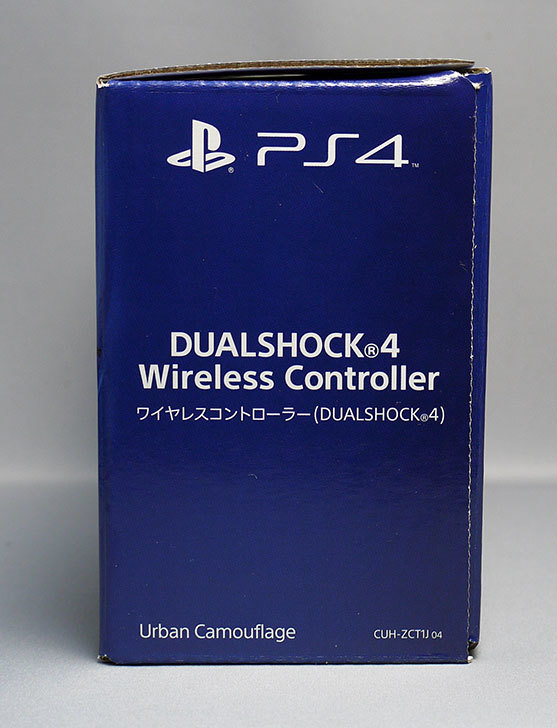 PS4™
DUALSHOCK®4
Wireless Controller
ワイヤレスコントローラー(DUALSHOCK®4)
Urban Camouflage
CUH-ZCT1J 04